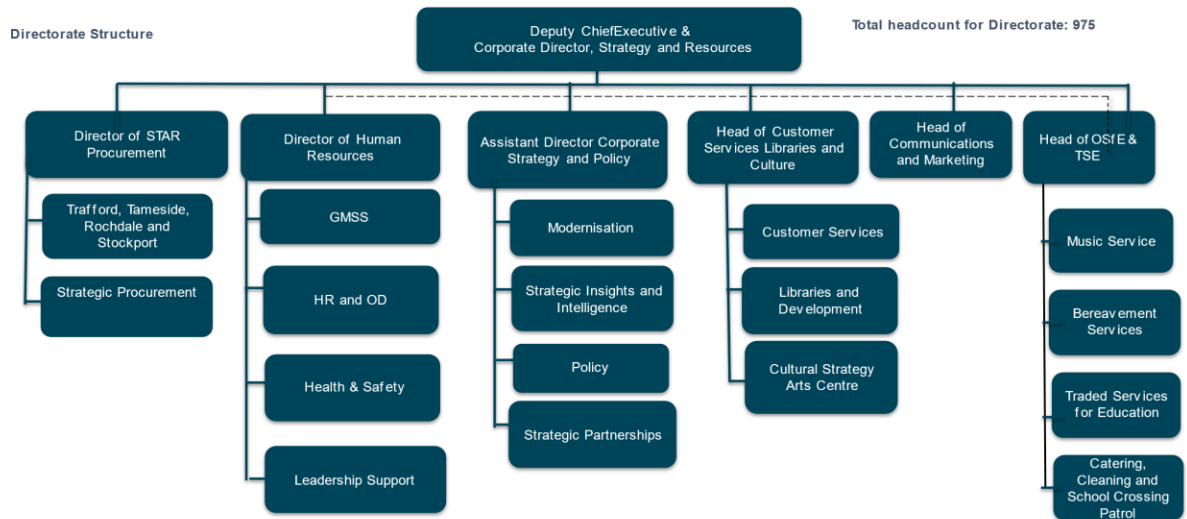 Directorate Structure
Deputy ChiefExecutive &
Corporate Director, Strategy and Resources
Total headcount for Directorate: 975
Director of STAR
Procurement
Trafford, Tameside,
Rochdale and
Stockport
Strategic Procurement
Director of Human
Resources
GMSS
HR and OD
Health & Safety
Leadership Support
Assistant Director Corporate
Strategy and Policy
Modernisation
Strategic Insights and
Intelligence
Policy
Strategic Partnerships
Head of Customer
Services Libraries and
Culture
Customer Services
Libraries and
Development
Cultural Strategy
Arts Centre
Head of
Communications
and Marketing
Head of OSfE &
TSE
Music Service
Bereavement
Services
Traded Services
for Education
Catering,
Cleaning and
School Crossing
Patrol